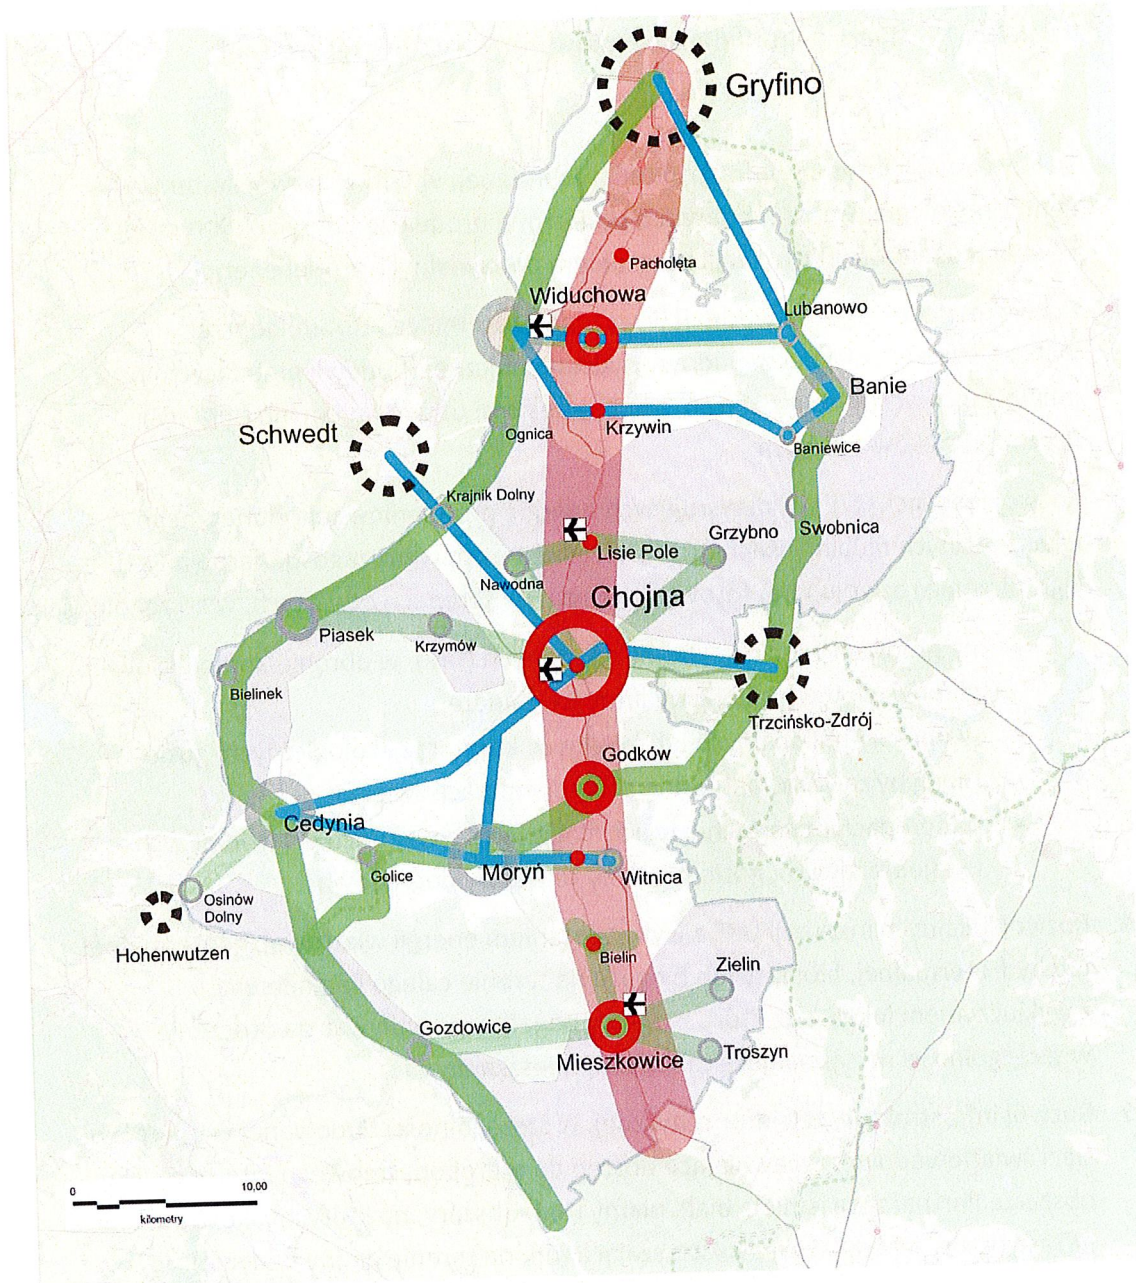 Gryfino
Pacholęta
Widuchowa
Lubanowo
Banie
Schwedt
Ognica
Krzywin
Baniewice
Krajnik Dolny
Swobnica
Grzybno
Lisie Pole
Nawodna
Chojna
Piasek
Krzymów
Bielinek
Trzcińsko-Zdrój
Godków
Cedynia
Moryń
Golice
Witnica
Osinów
Dolny
Hohenwutzen
Bielin
Zielin
Gozdowice
Troszyn
Mieszkowice
0 10,00
kilometry